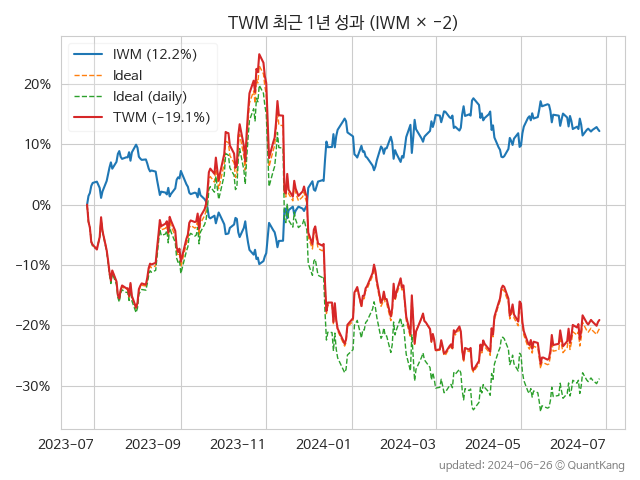 TWM 최근 1년 성과 (IWM × −2)
IWM (12.2%)
Ideal
Ideal (daily)
TWM (−19.1%)
20%
10%
0%
−10%
−20%
−30%
2023-07 2023-09 2023-11 2024-01 2024-03 2024-05 2024-07
updated: 2024-06-26 ⓒ QuantKang